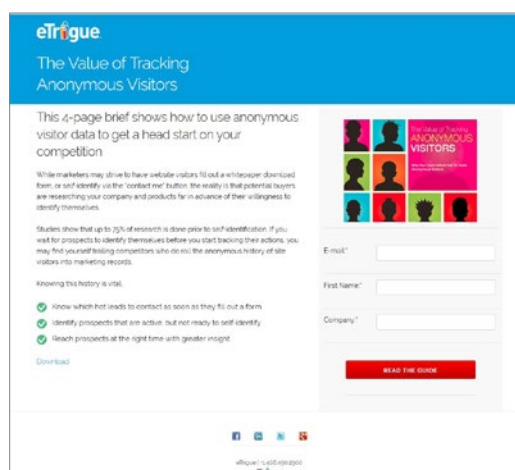 eTrigue
The Value of Tracking
Anonymous Visitors
This 4-page brief shows how to use anonymous
visitor data to get a head start on your
competition
While marketers may strive to have website visitors fill out a whitepaper download
form, or self-identify via the "contact me" button, the reality is that potential buyers
are researching your company and products far in advance of their willingness to
identify themselves.
Studies show that up to 75% of research is done prior to self-identification. If you
wait for prospects to identify themselves before you start tracking their actions, you
may find yourself trailing competitors who do roll the anonymous history of site
visitors into marketing records.
Knowing this history is vital.
Know which hot leads to contact as soon as they fill out a form
Identify prospects that are active, but not ready to self-identify
Reach prospects at the right time with greater insight
Download
The Value of Tracking
ANONYMOUS
VISITORS
E-mail:*
First Name:*
Company:*
READ THE GUIDE
eTrigue |